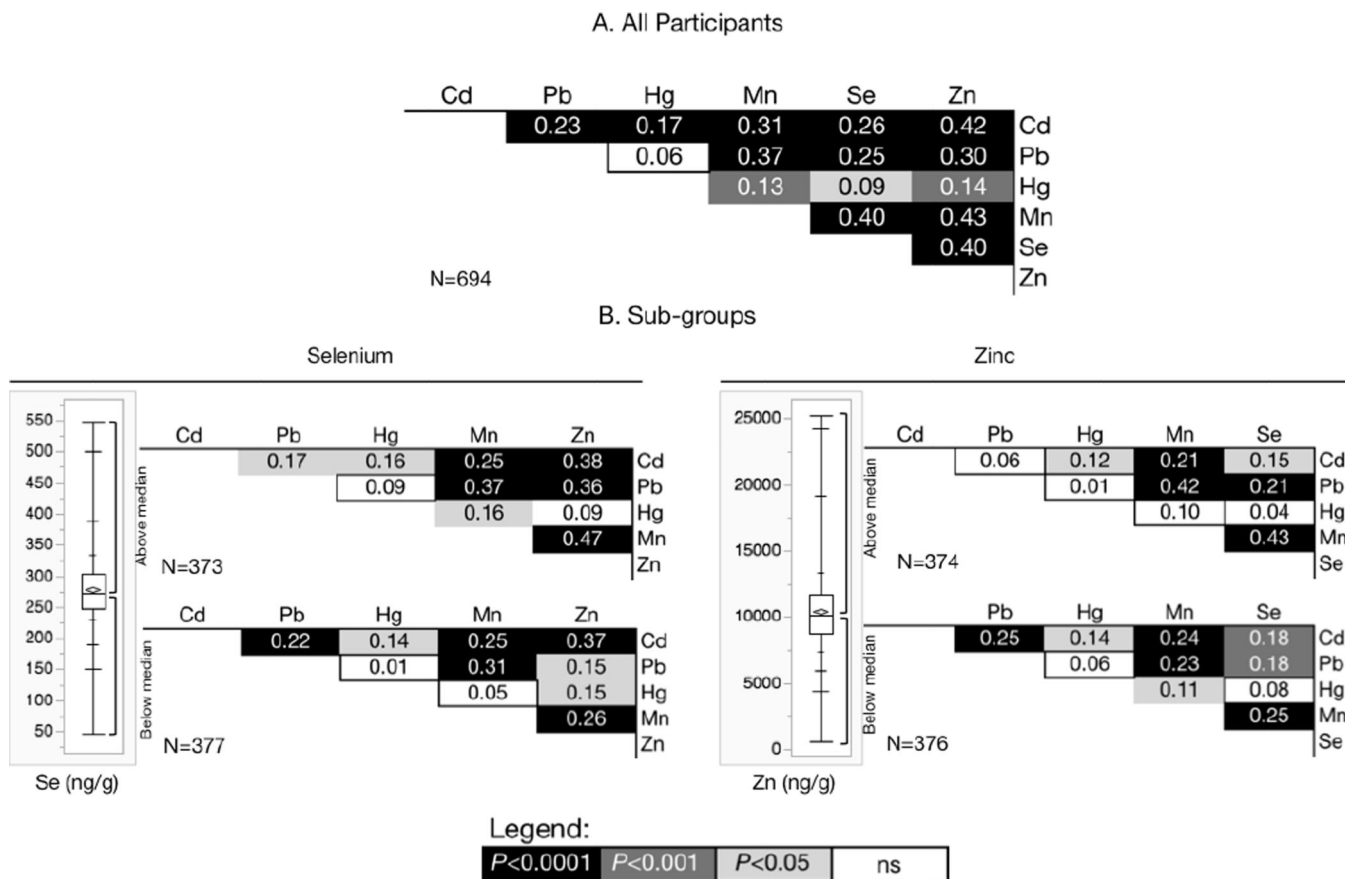 A. All Participants
Cd Pb Hg Mn Se Zn
0.23 0.17 0.31 0.26 0.42 Cd
0.06 0.37 0.25 0.30 Pb
0.13 0.09 0.14 Hg
0.40 0.43 Mn
0.40 Se
Zn
N=694
B. Sub-groups
Selenium
550
500
450
400
350
300
250
200
150
100
50
Above median
Below median
Se (ng/g)
Cd Pb Hg Mn Zn
0.17 0.16 0.25 0.38 Cd
0.09 0.37 0.36 Pb
0.16 0.09 Hg
0.47 Mn
Zn
N=373
Cd Pb Hg Mn Zn
0.22 0.14 0.25 0.37 Cd
0.01 0.31 0.15 Pb
0.05 0.15 Hg
0.26 Mn
Zn
N=377
Zinc
25000
20000
15000
10000
5000
0
Above median
Below median
Zn (ng/g)
Cd Pb Hg Mn Se
0.06 0.12 0.21 0.15 Cd
0.01 0.42 0.21 Pb
0.10 0.04 Hg
0.43 Mn
Se
N=374
Pb Hg Mn Se
0.25 0.14 0.24 0.18 Cd
0.06 0.23 0.18 Pb
0.11 0.08 Hg
0.25 Mn
Se
N=376
Legend:
P<0.0001 P<0.001 P<0.05 ns